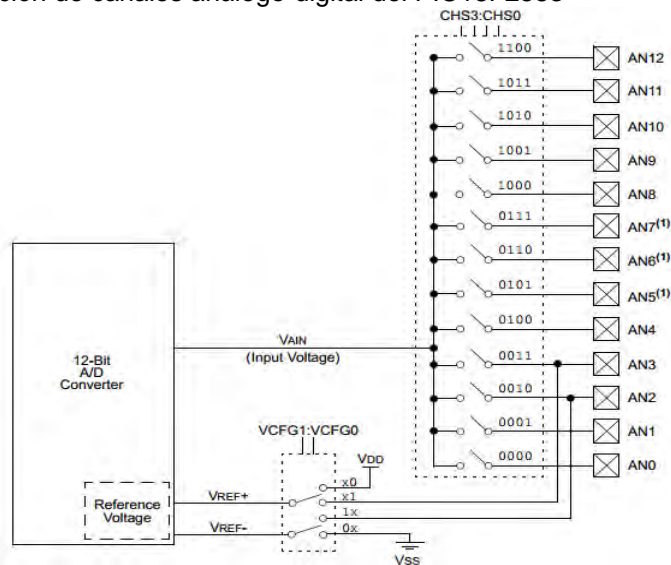 ción de canales análogo-digital del
CHS3:CHS0
1100
AN12
1011
AN11
1010
AN10
1001
AN9
1000
AN8
0111
AN7(1)
0110
AN6(1)
0101
AN5(1)
0100
AN4
VAIN
(Input Voltage)
12-Bit
A/D
Converter
0011
AN3
0010
AN2
VCFG1:VCFG0
0001
AN1
VDD
0000
AN0
x0
Reference
Voltage
VREF+
x1
1x
VREF-
0x
VSS